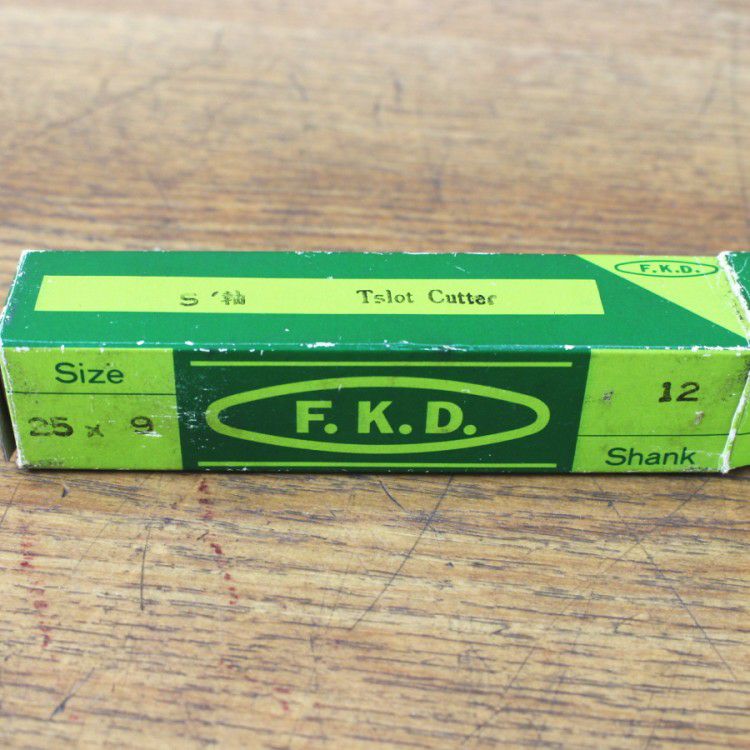 S 軸 Tslot Cutter
F.K.D.
Size
25 x 9
F.K.D.
12
Shank